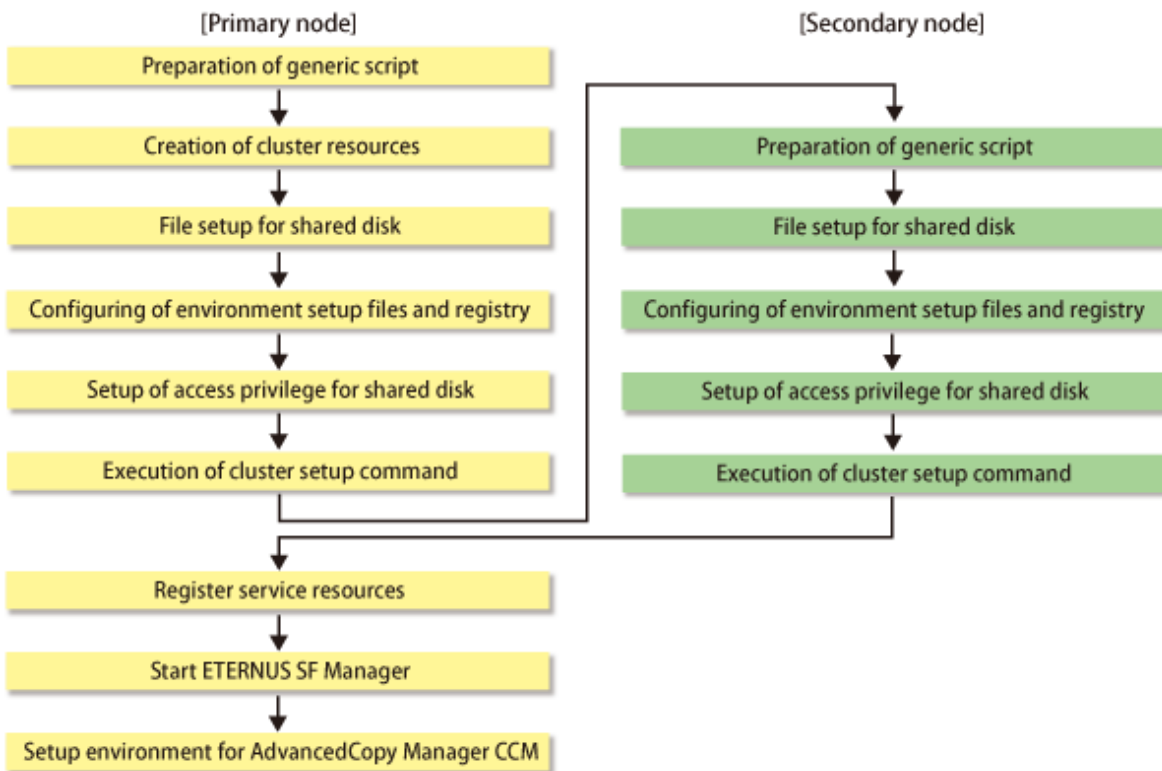 [Primary node]
Preparation of generic script
Creation of cluster resources
File setup for shared disk
Configuring of environment setup files and registry
Setup of access privilege for shared disk
Execution of cluster setup command
[Secondary node]
Preparation of generic script
File setup for shared disk
Configuring of environment setup files and registry
Setup of access privilege for shared disk
Execution of cluster setup command
Register service resources
Start ETERNUS SF Manager
Setup environment for AdvancedCopy Manager CCM